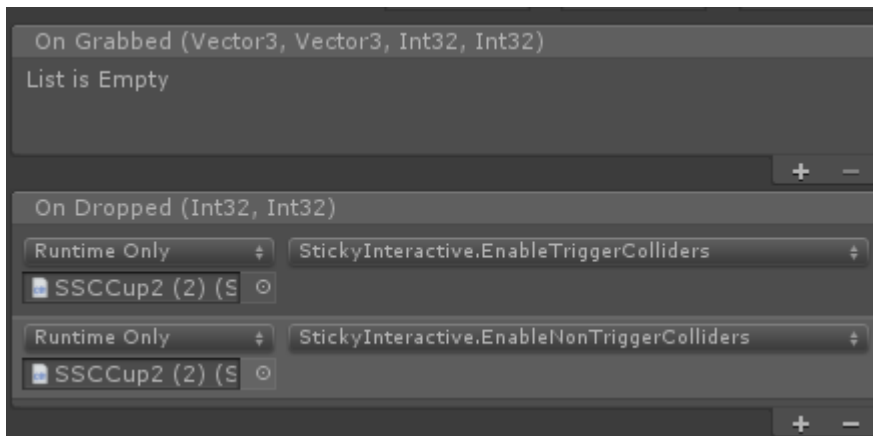 On Grabbed (Vector3, Vector3, Int32, Int32)
List is Empty
+ −
On Dropped (Int32, Int32)
Runtime Only StickyInteractive.EnableTriggerColliders
SSCCup2 (2) (S
Runtime Only StickyInteractive.EnableNonTriggerColliders
SSCCup2 (2) (S
+ −